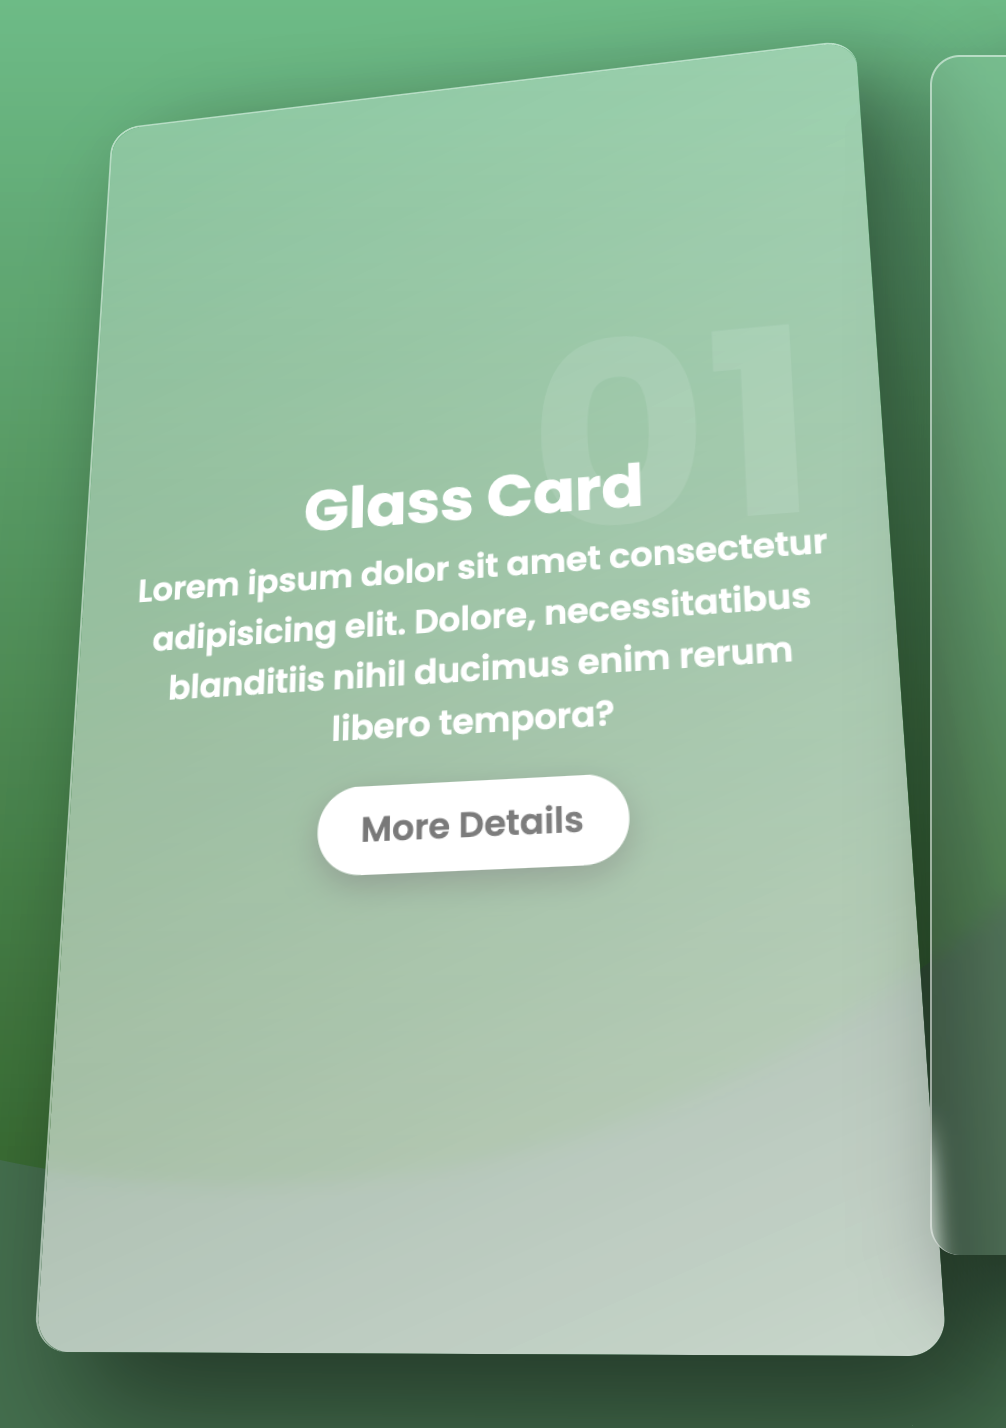 01
Glass Card
Lorem ipsum dolor sit amet consectetur
adipisicing elit. Dolore, necessitatibus
blanditiis nihil ducimus enim rerum
libero tempora?
More Details